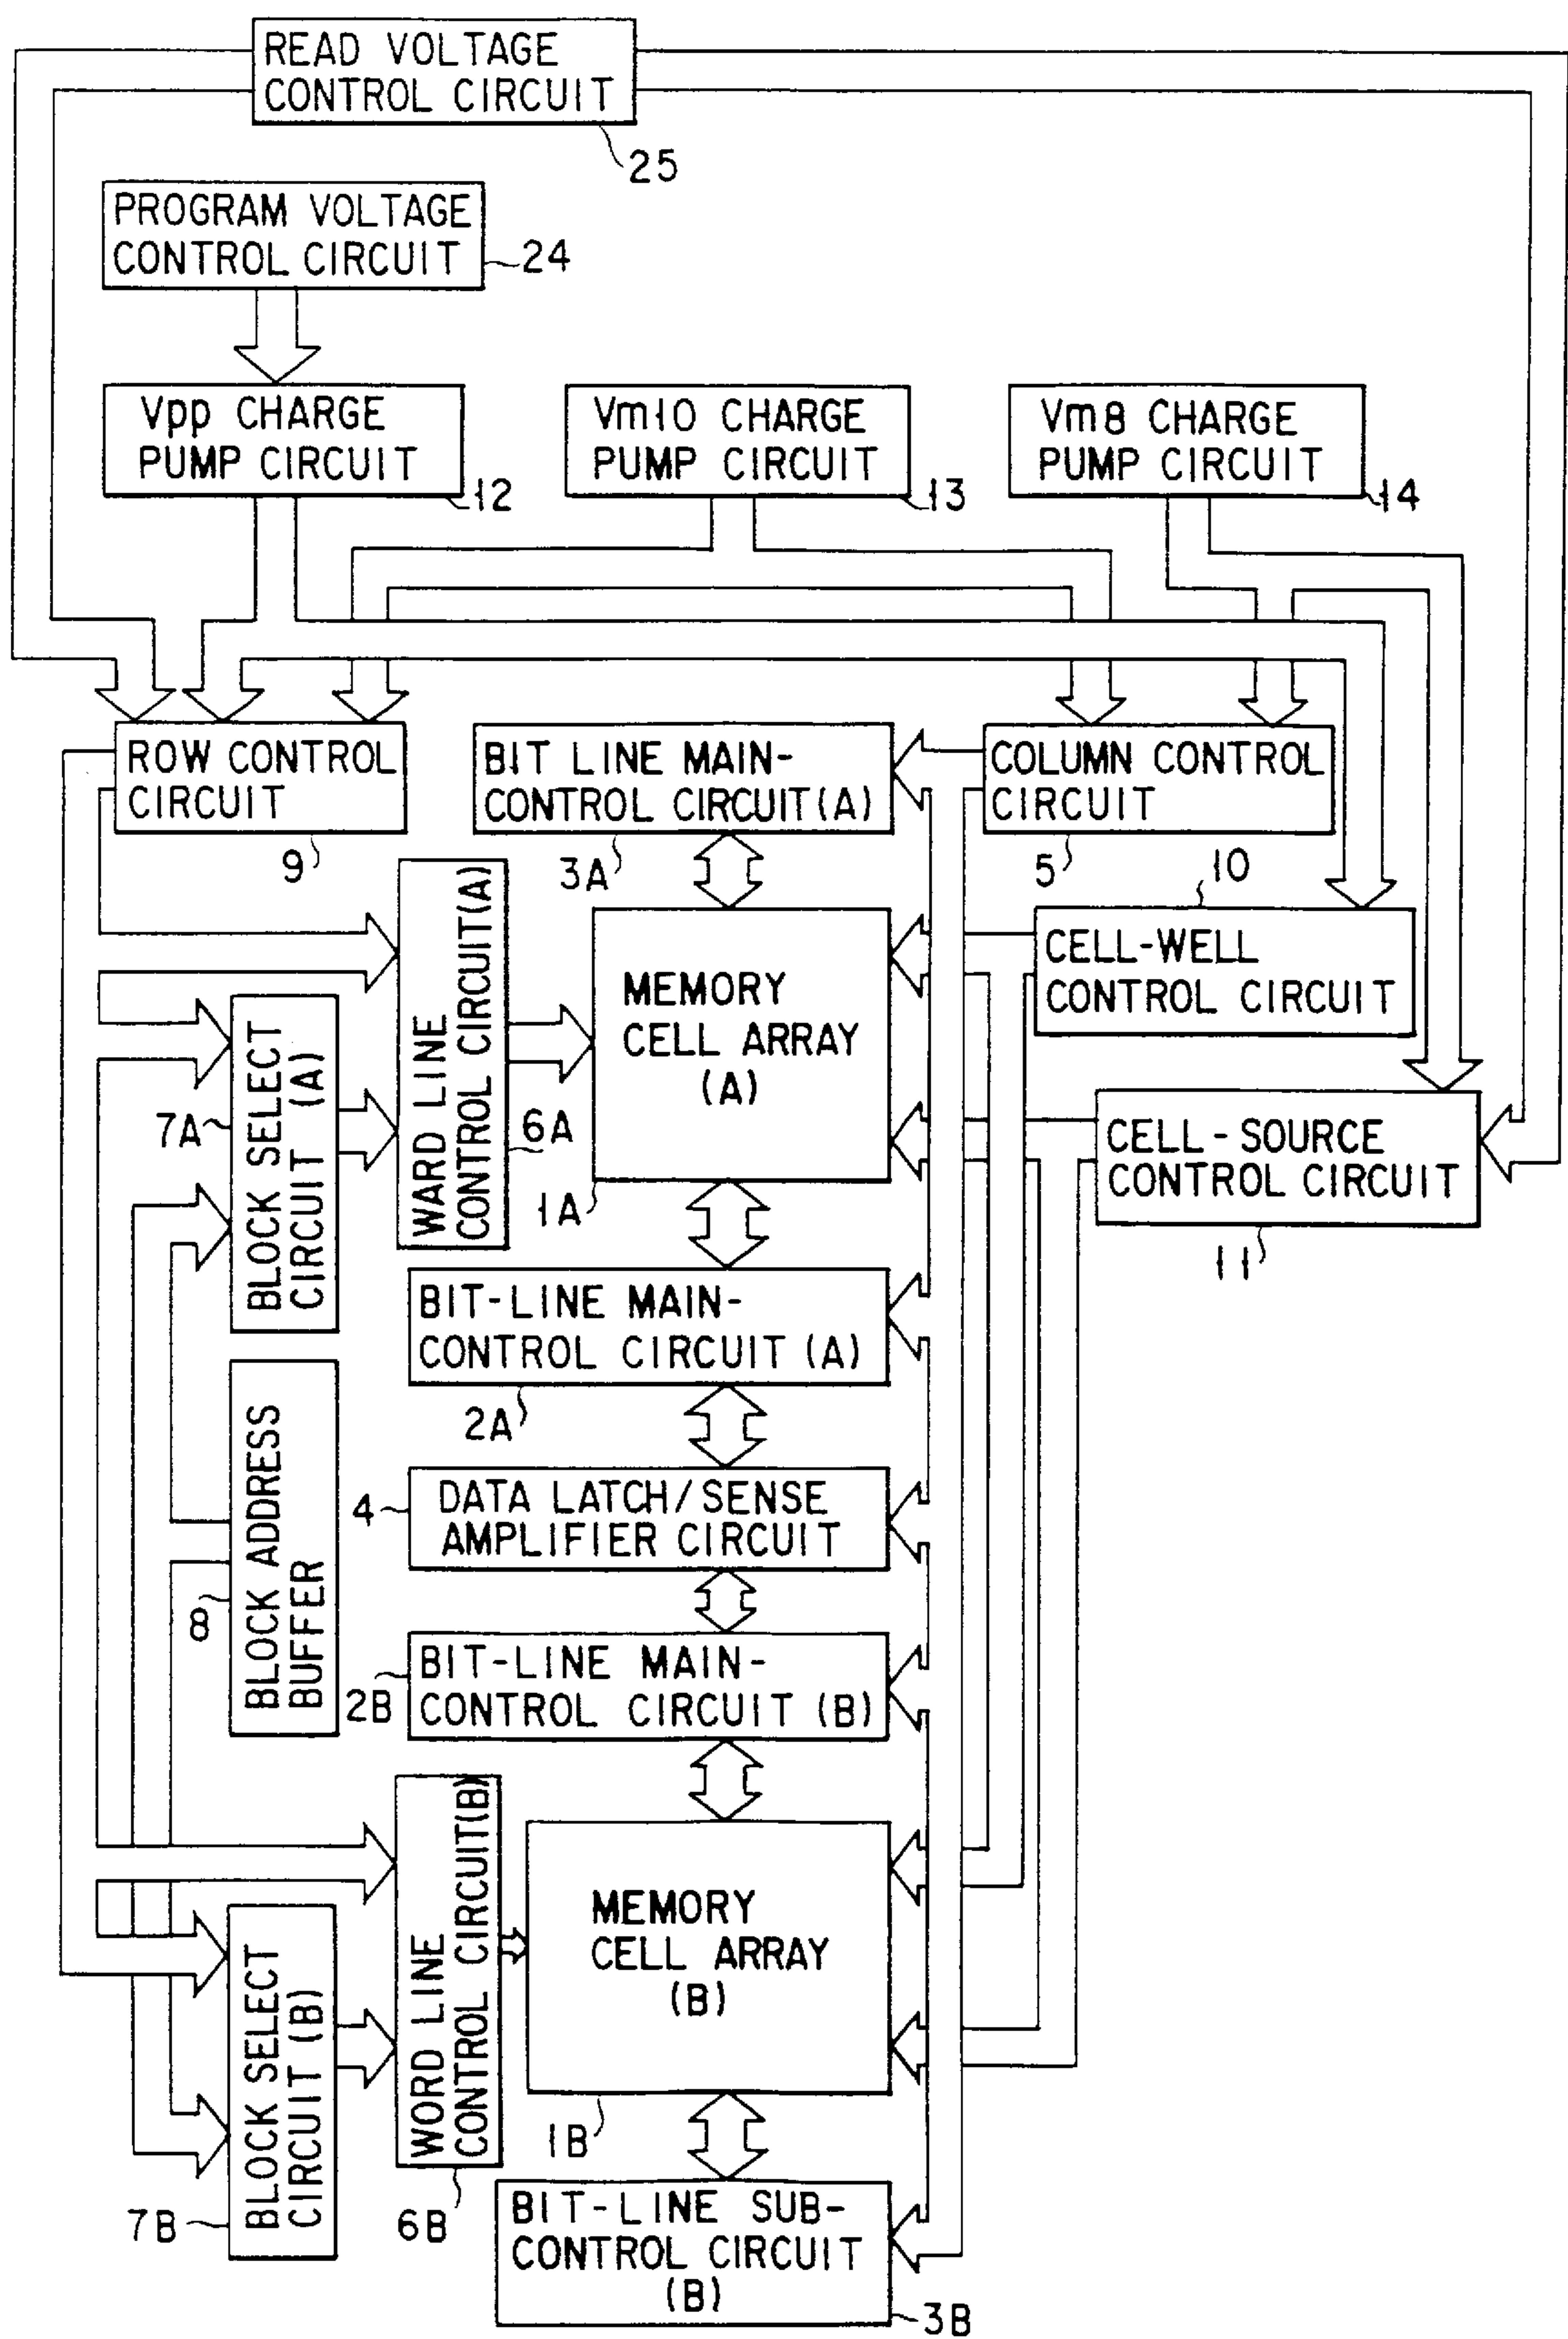 READ VOLTAGE
CONTROL CIRCUIT
25
PROGRAM VOLTAGE
CONTROL CIRCUIT
24
Vpp CHARGE
PUMP CIRCUIT
12
Vm10 CHARGE
PUMP CIRCUIT
13
Vm8 CHARGE
PUMP CIRCUIT
14
ROW CONTROL
CIRCUIT
9
BIT LINE MAIN-
CONTROL CIRCUIT(A)
3A
COLUMN CONTROL
CIRCUIT
5
10
CELL-WELL
CONTROL CIRCUIT
WARD LINE
CONTROL CIRCUIT(A)
6A
MEMORY
CELL ARRAY
(A)
1A
BLOCK SELECT
CIRCUIT (A)
7A
CELL-SOURCE
CONTROL CIRCUIT
11
BIT-LINE MAIN-
CONTROL CIRCUIT (A)
2A
BLOCK ADDRESS
BUFFER
8
4
DATA LATCH/SENSE
AMPLIFIER CIRCUIT
BIT-LINE MAIN-
CONTROL CIRCUIT (B)
2B
WORD LINE
CONTROL CIRCUIT(B)
6B
MEMORY
CELL ARRAY
(B)
1B
BLOCK SELECT
CIRCUIT (B)
7B
BIT-LINE SUB-
CONTROL CIRCUIT
(B)
3B